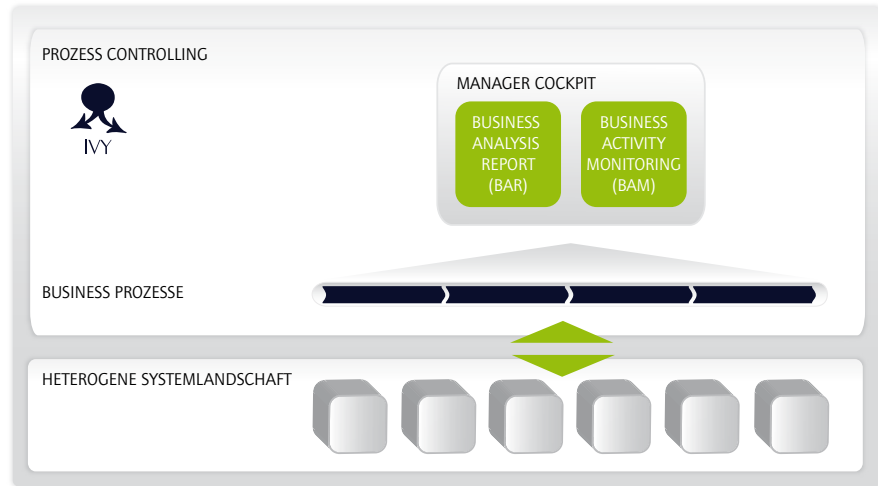 PROZESS CONTROLLING
IVY
MANAGER COCKPIT
BUSINESS
ANALYSIS
REPORT
(BAR)
BUSINESS
ACTIVITY
MONITORING
(BAM)
BUSINESS PROZESSE
HETEROGENE SYSTEMLANDSCHAFT